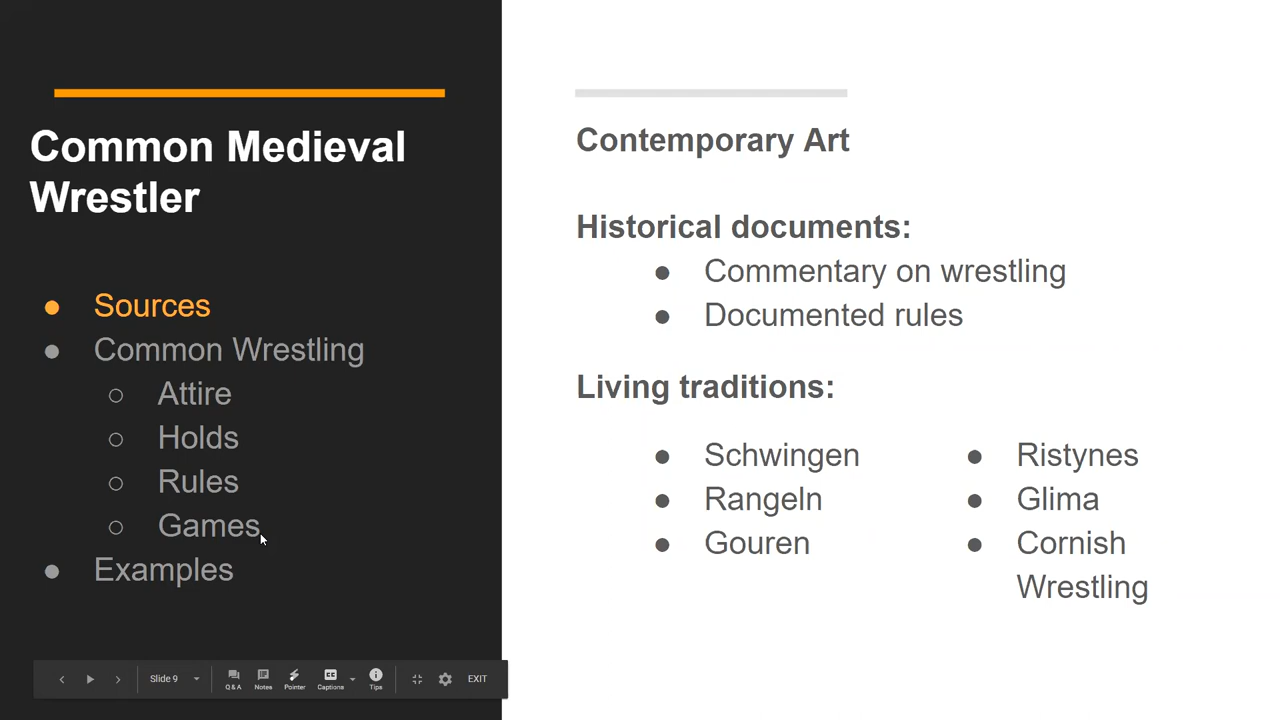 Common Medieval
Wrestler
● Sources
● Common Wrestling
○ Attire
○ Holds
○ Rules
○ Games
● Examples
Contemporary Art
Historical documents:
● Commentary on wrestling
● Documented rules
Living traditions:
● Schwingen
● Rangeln
● Gouren
● Ristynes
● Glima
● Cornish
Wrestling
Slide 9
Q & A
Notes
Pointer
CC
Captions
Tips
EXIT